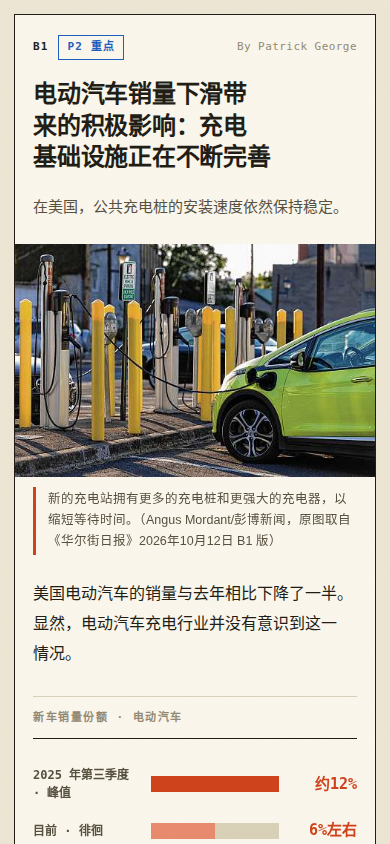 B1 P2 重点 By Patrick George
电动汽车销量下滑带
来的积极影响：充电
基础设施正在不断完善
在美国，公共充电桩的安装速度依然保持稳定。
新的充电站拥有更多的充电桩和更强大的充电器，以
缩短等待时间。（Angus Mordant/彭博新闻，原图取自
《华尔街日报》2026年10月12日 B1 版）
美国电动汽车的销量与去年相比下降了一半。
显然，电动汽车充电行业并没有意识到这一
情况。
新车销量份额 · 电动汽车
2025 年第三季度
· 峰值
约12%
目前 · 徘徊
6%左右